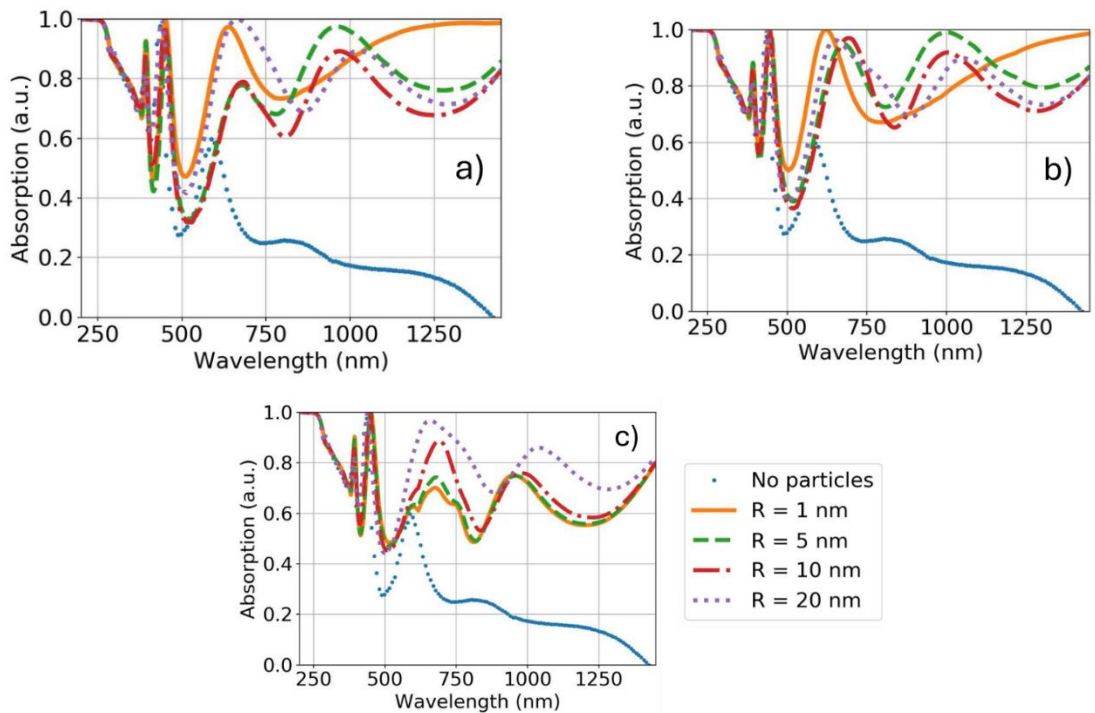 1.0
0.8
0.6
0.4
0.2
0.0
Absorption (a.u.)
a)
250 500 750 1000 1250
Wavelength (nm)
1.0
0.8
0.6
0.4
0.2
0.0
Absorption (a.u.)
b)
250 500 750 1000 1250
Wavelength (nm)
1.0
0.8
0.6
0.4
0.2
0.0
Absorption (a.u.)
c)
250 500 750 1000 1250
Wavelength (nm)
No particles
R = 1 nm
R = 5 nm
R = 10 nm
R = 20 nm